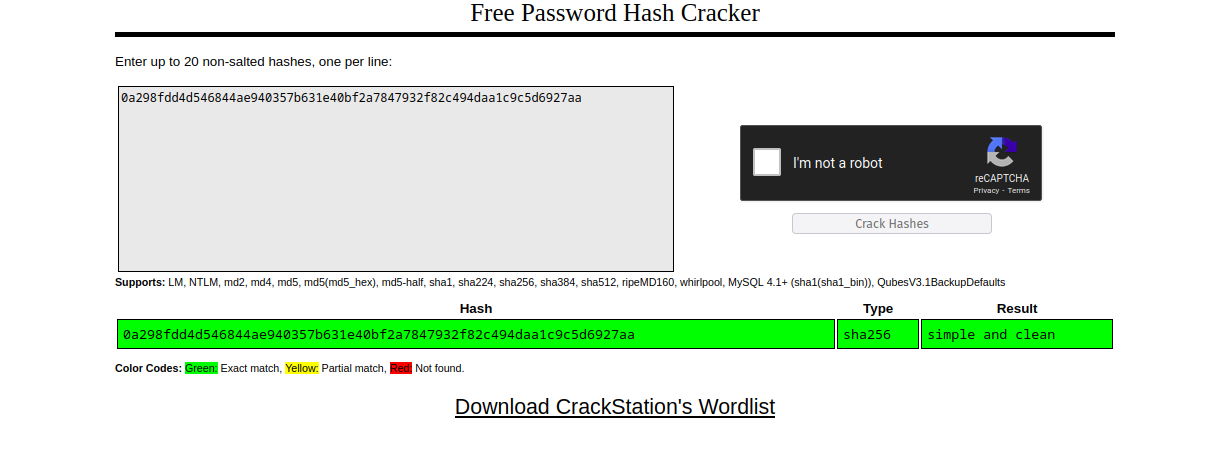 Free Password Hash Cracker
Enter up to 20 non-salted hashes, one per line:
0a298fdd4d546844ae940357b631e40bf2a7847932f82c494daa1c9c5d6927aa
I'm not a robot
reCAPTCHA
Privacy - Terms
Crack Hashes
Supports: LM, NTLM, md2, md4, md5, md5(md5_hex), md5-half, sha1, sha224, sha256, sha384, sha512, ripeMD160, whirlpool, MySQL 4.1+ (sha1(sha1_bin)), QubesV3.1BackupDefaults
Hash Type Result
0a298fdd4d546844ae940357b631e40bf2a7847932f82c494daa1c9c5d6927aa sha256 simple and clean
Color Codes: Green: Exact match, Yellow: Partial match, Red: Not found.
Download CrackStation's Wordlist